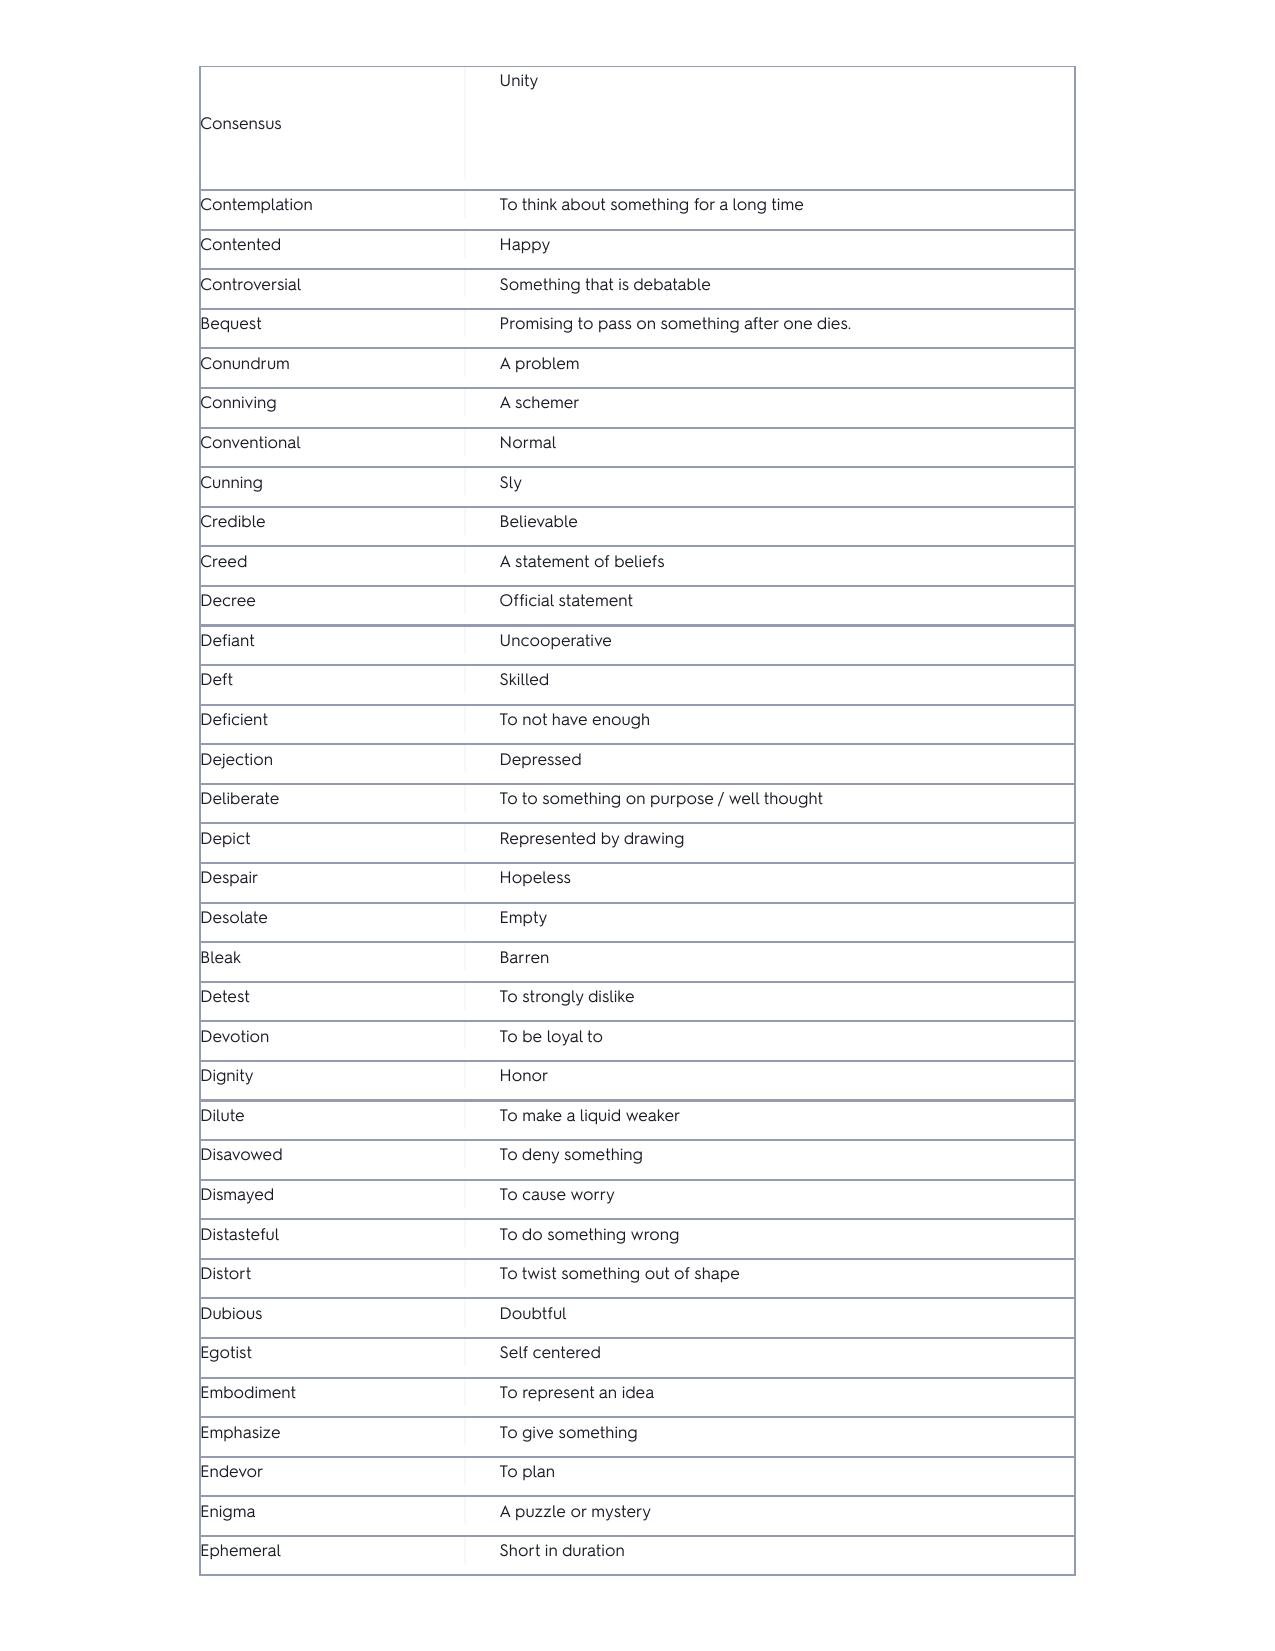 Unity
Consensus
Contemplation To think about something for a long time
Contented Happy
Controversial Something that is debatable
Bequest Promising to pass on something after one dies.
Conundrum A problem
Conniving A schemer
Conventional Normal
Cunning Sly
Credible Believable
Creed A statement of beliefs
Decree Official statement
Defiant Uncooperative
Deft Skilled
Deficient To not have enough
Dejection Depressed
Deliberate To to something on purpose / well thought
Depict Represented by drawing
Despair Hopeless
Desolate Empty
Bleak Barren
Detest To strongly dislike
Devotion To be loyal to
Dignity Honor
Dilute To make a liquid weaker
Disavowed To deny something
Dismayed To cause worry
Distasteful To do something wrong
Distort To twist something out of shape
Dubious Doubtful
Egotist Self centered
Embodiment To represent an idea
Emphasize To give something
Endevor To plan
Enigma A puzzle or mystery
Ephemeral Short in duration